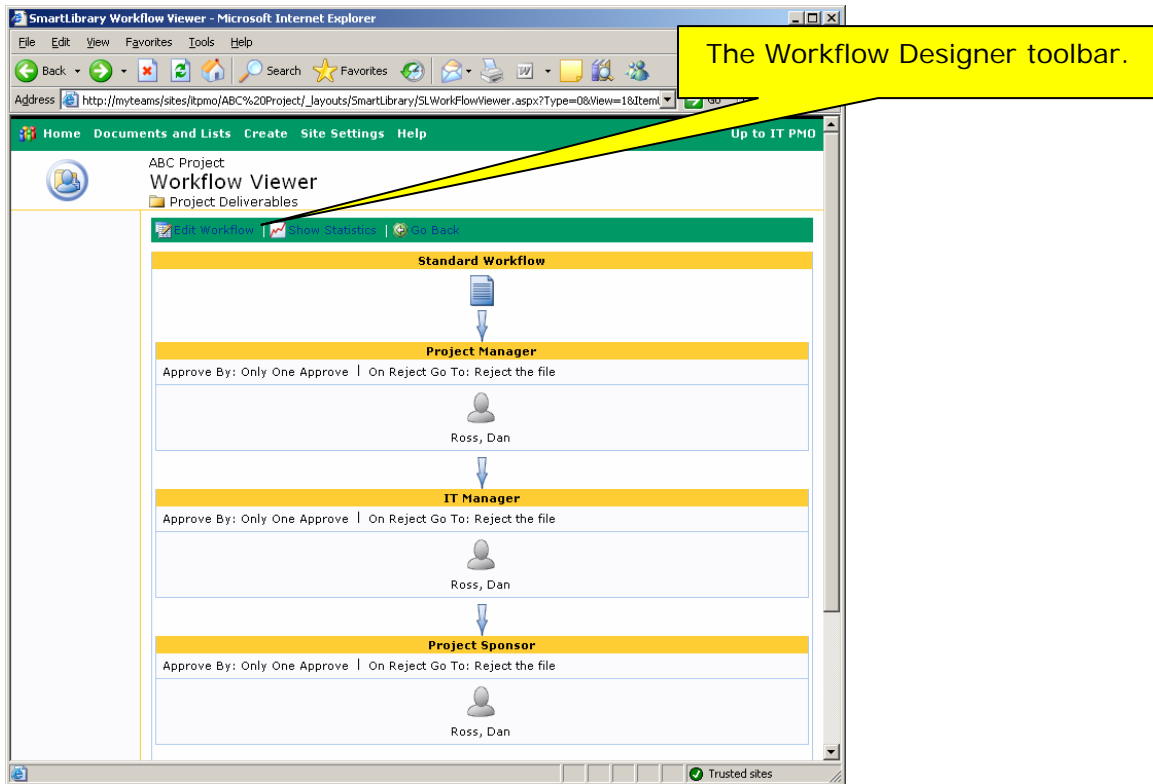 SmartLibrary Workflow Viewer - Microsoft Internet Explorer
The Workflow Designer toolbar.
File Edit View Favorites Tools Help
Back Search Favorites
Address http://myteams/sites/itpmo/ABC%20Project/_layouts/SmartLibrary/SLWorkFlowViewer.aspx?Type=0&View=1&ItemI
Home Documents and Lists Create Site Settings Help Up to IT PMO
ABC Project
Workflow Viewer
Project Deliverables
Edit Workflow | Show Statistics | Go Back
Standard Workflow
Project Manager
Approve By: Only One Approve | On Reject Go To: Reject the file
Ross, Dan
IT Manager
Approve By: Only One Approve | On Reject Go To: Reject the file
Ross, Dan
Project Sponsor
Approve By: Only One Approve | On Reject Go To: Reject the file
Ross, Dan
Trusted sites